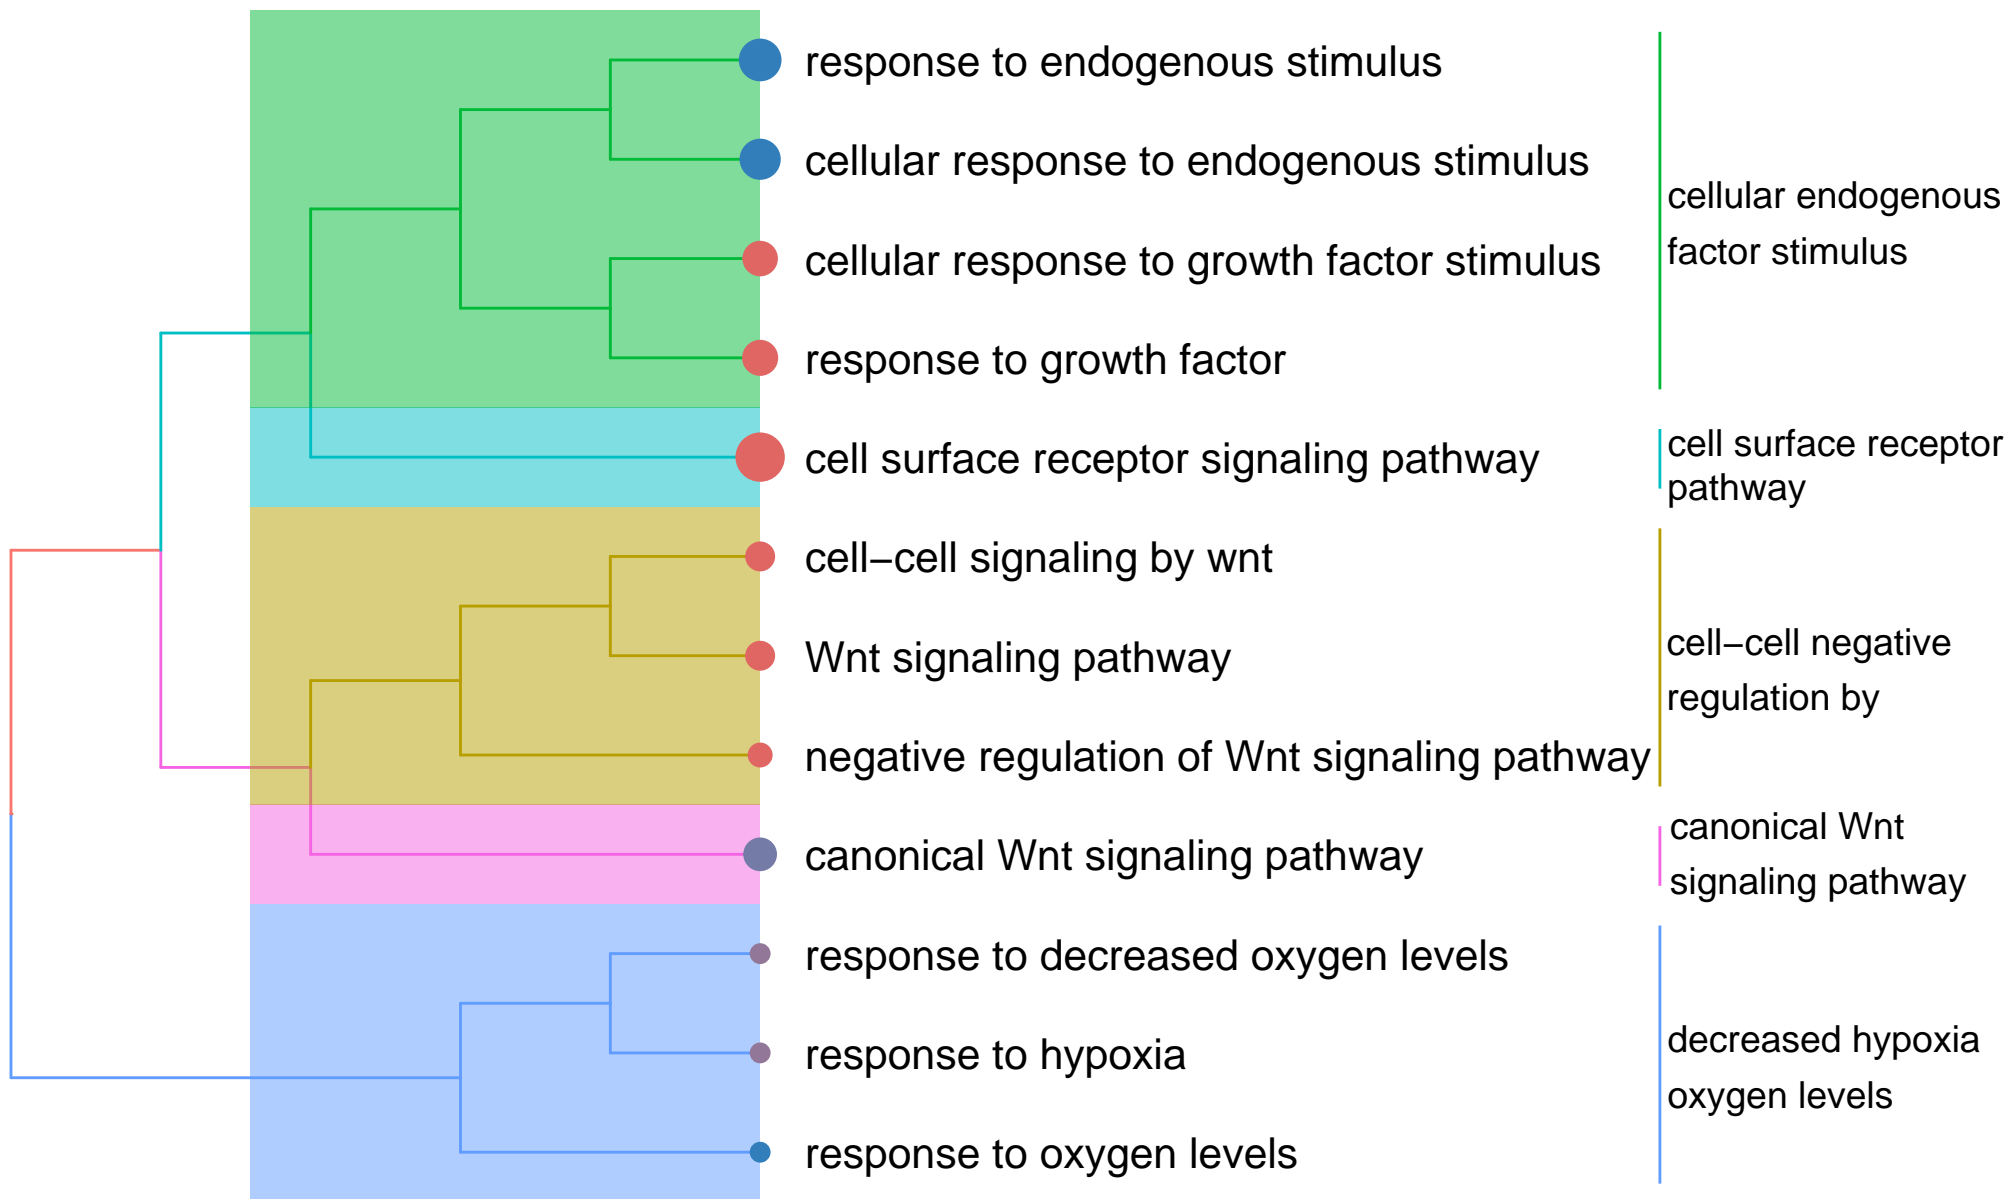 response to endogenous stimulus
cellular response to endogenous stimulus
cellular response to growth factor stimulus
response to growth factor
cellular endogenous
factor stimulus
cell surface receptor signaling pathway
cell surface receptor
pathway
cell−cell signaling by wnt
Wnt signaling pathway
negative regulation of Wnt signaling pathway
cell−cell negative
regulation by
canonical Wnt signaling pathway
canonical Wnt
signaling pathway
response to decreased oxygen levels
response to hypoxia
response to oxygen levels
decreased hypoxia
oxygen levels